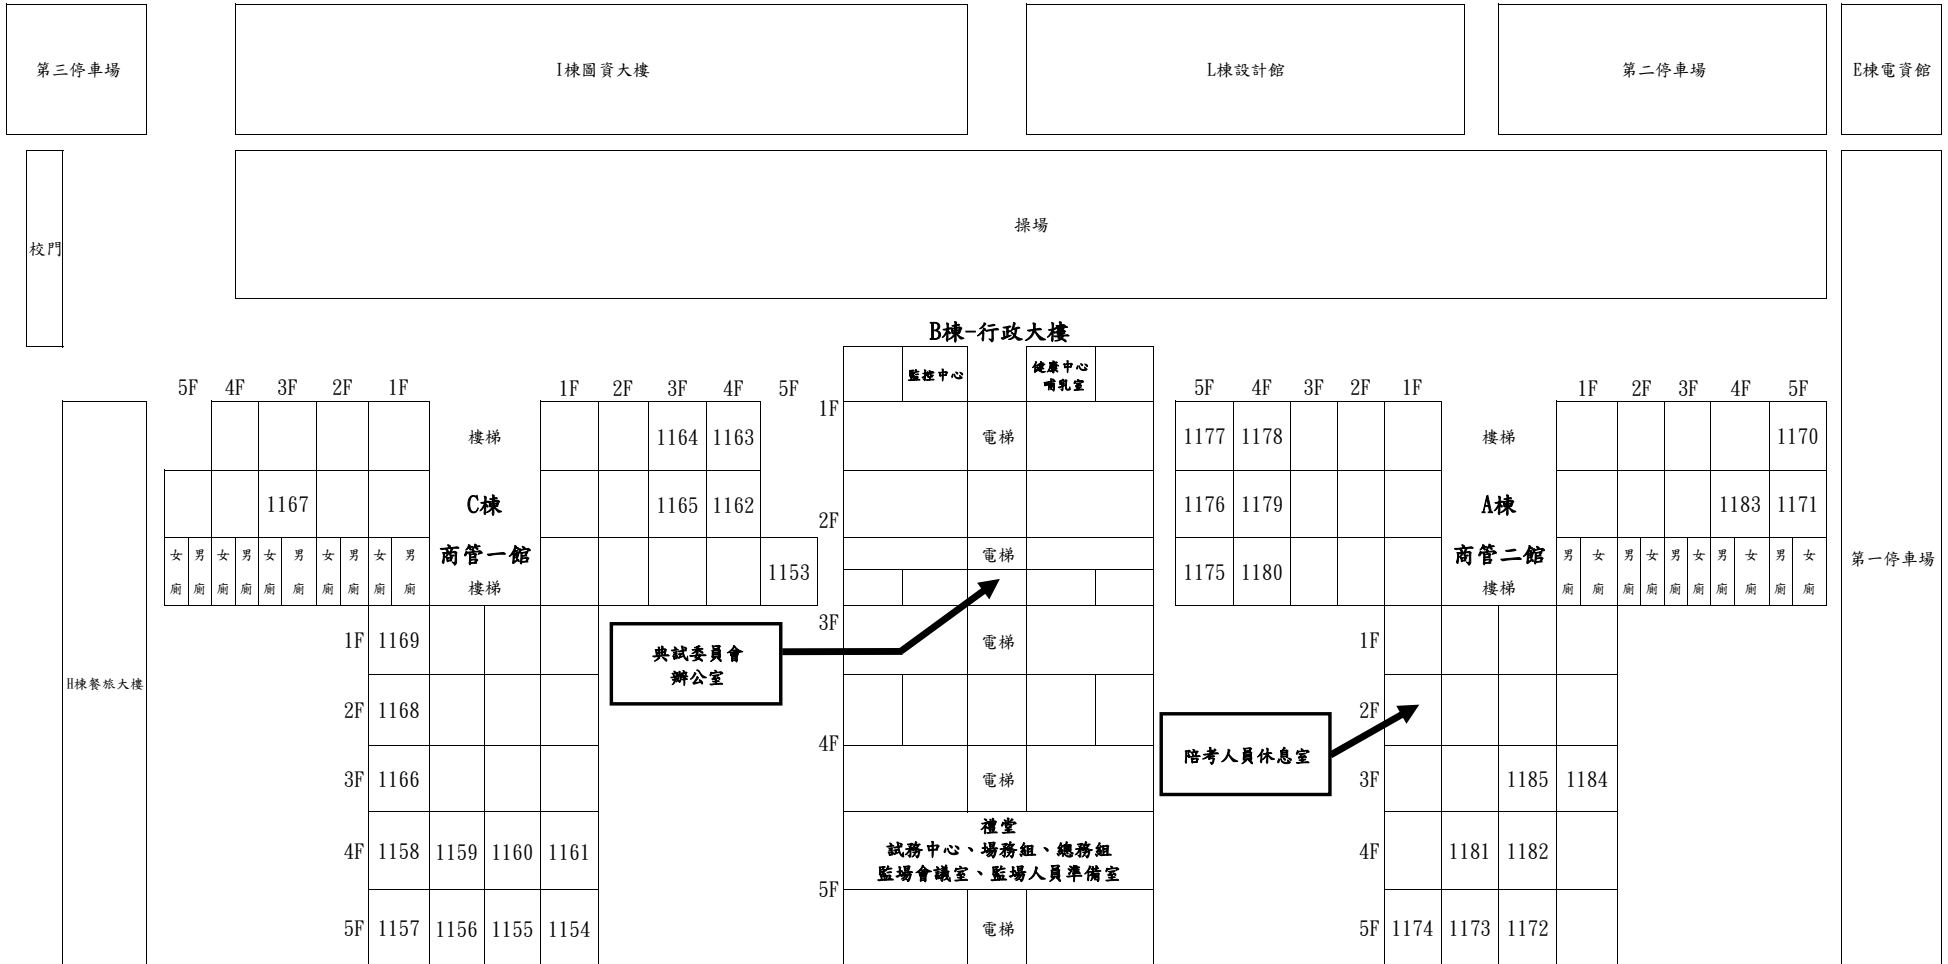 第三停車場
I棟圖資大樓
L棟設計館
第二停車場
E棟電資館
校門
操場
B棟-行政大樓
監控中心
健康中心
哺乳室
5F 4F 3F 2F 1F
1F 2F 3F 4F 5F
1F
5F 4F 3F 2F 1F
1F 2F 3F 4F 5F
樓梯
1164 1163
電梯
1177 1178
樓梯
1170
1167
C棟
1165 1162
2F
1176 1179
A棟
1183 1171
女廁 男廁 女廁 男廁 女廁 男廁 女廁 男廁 女廁 男廁
商管一館
樓梯
1153
電梯
1175 1180
商管二館
樓梯
男廁 女廁 男廁 女廁 男廁 女廁 男廁 女廁 男廁 女廁
第一停車場
H棟餐旅大樓
1F 1169
典試委員會
辦公室
3F
電梯
1F
2F 1168
4F
陪考人員休息室
2F
3F 1166
電梯
3F 1185 1184
4F 1158 1159 1160 1161
禮堂
試務中心、場務組、總務組
監場會議室、監場人員準備室
4F 1181 1182
5F
5F 1157 1156 1155 1154
電梯
5F 1174 1173 1172